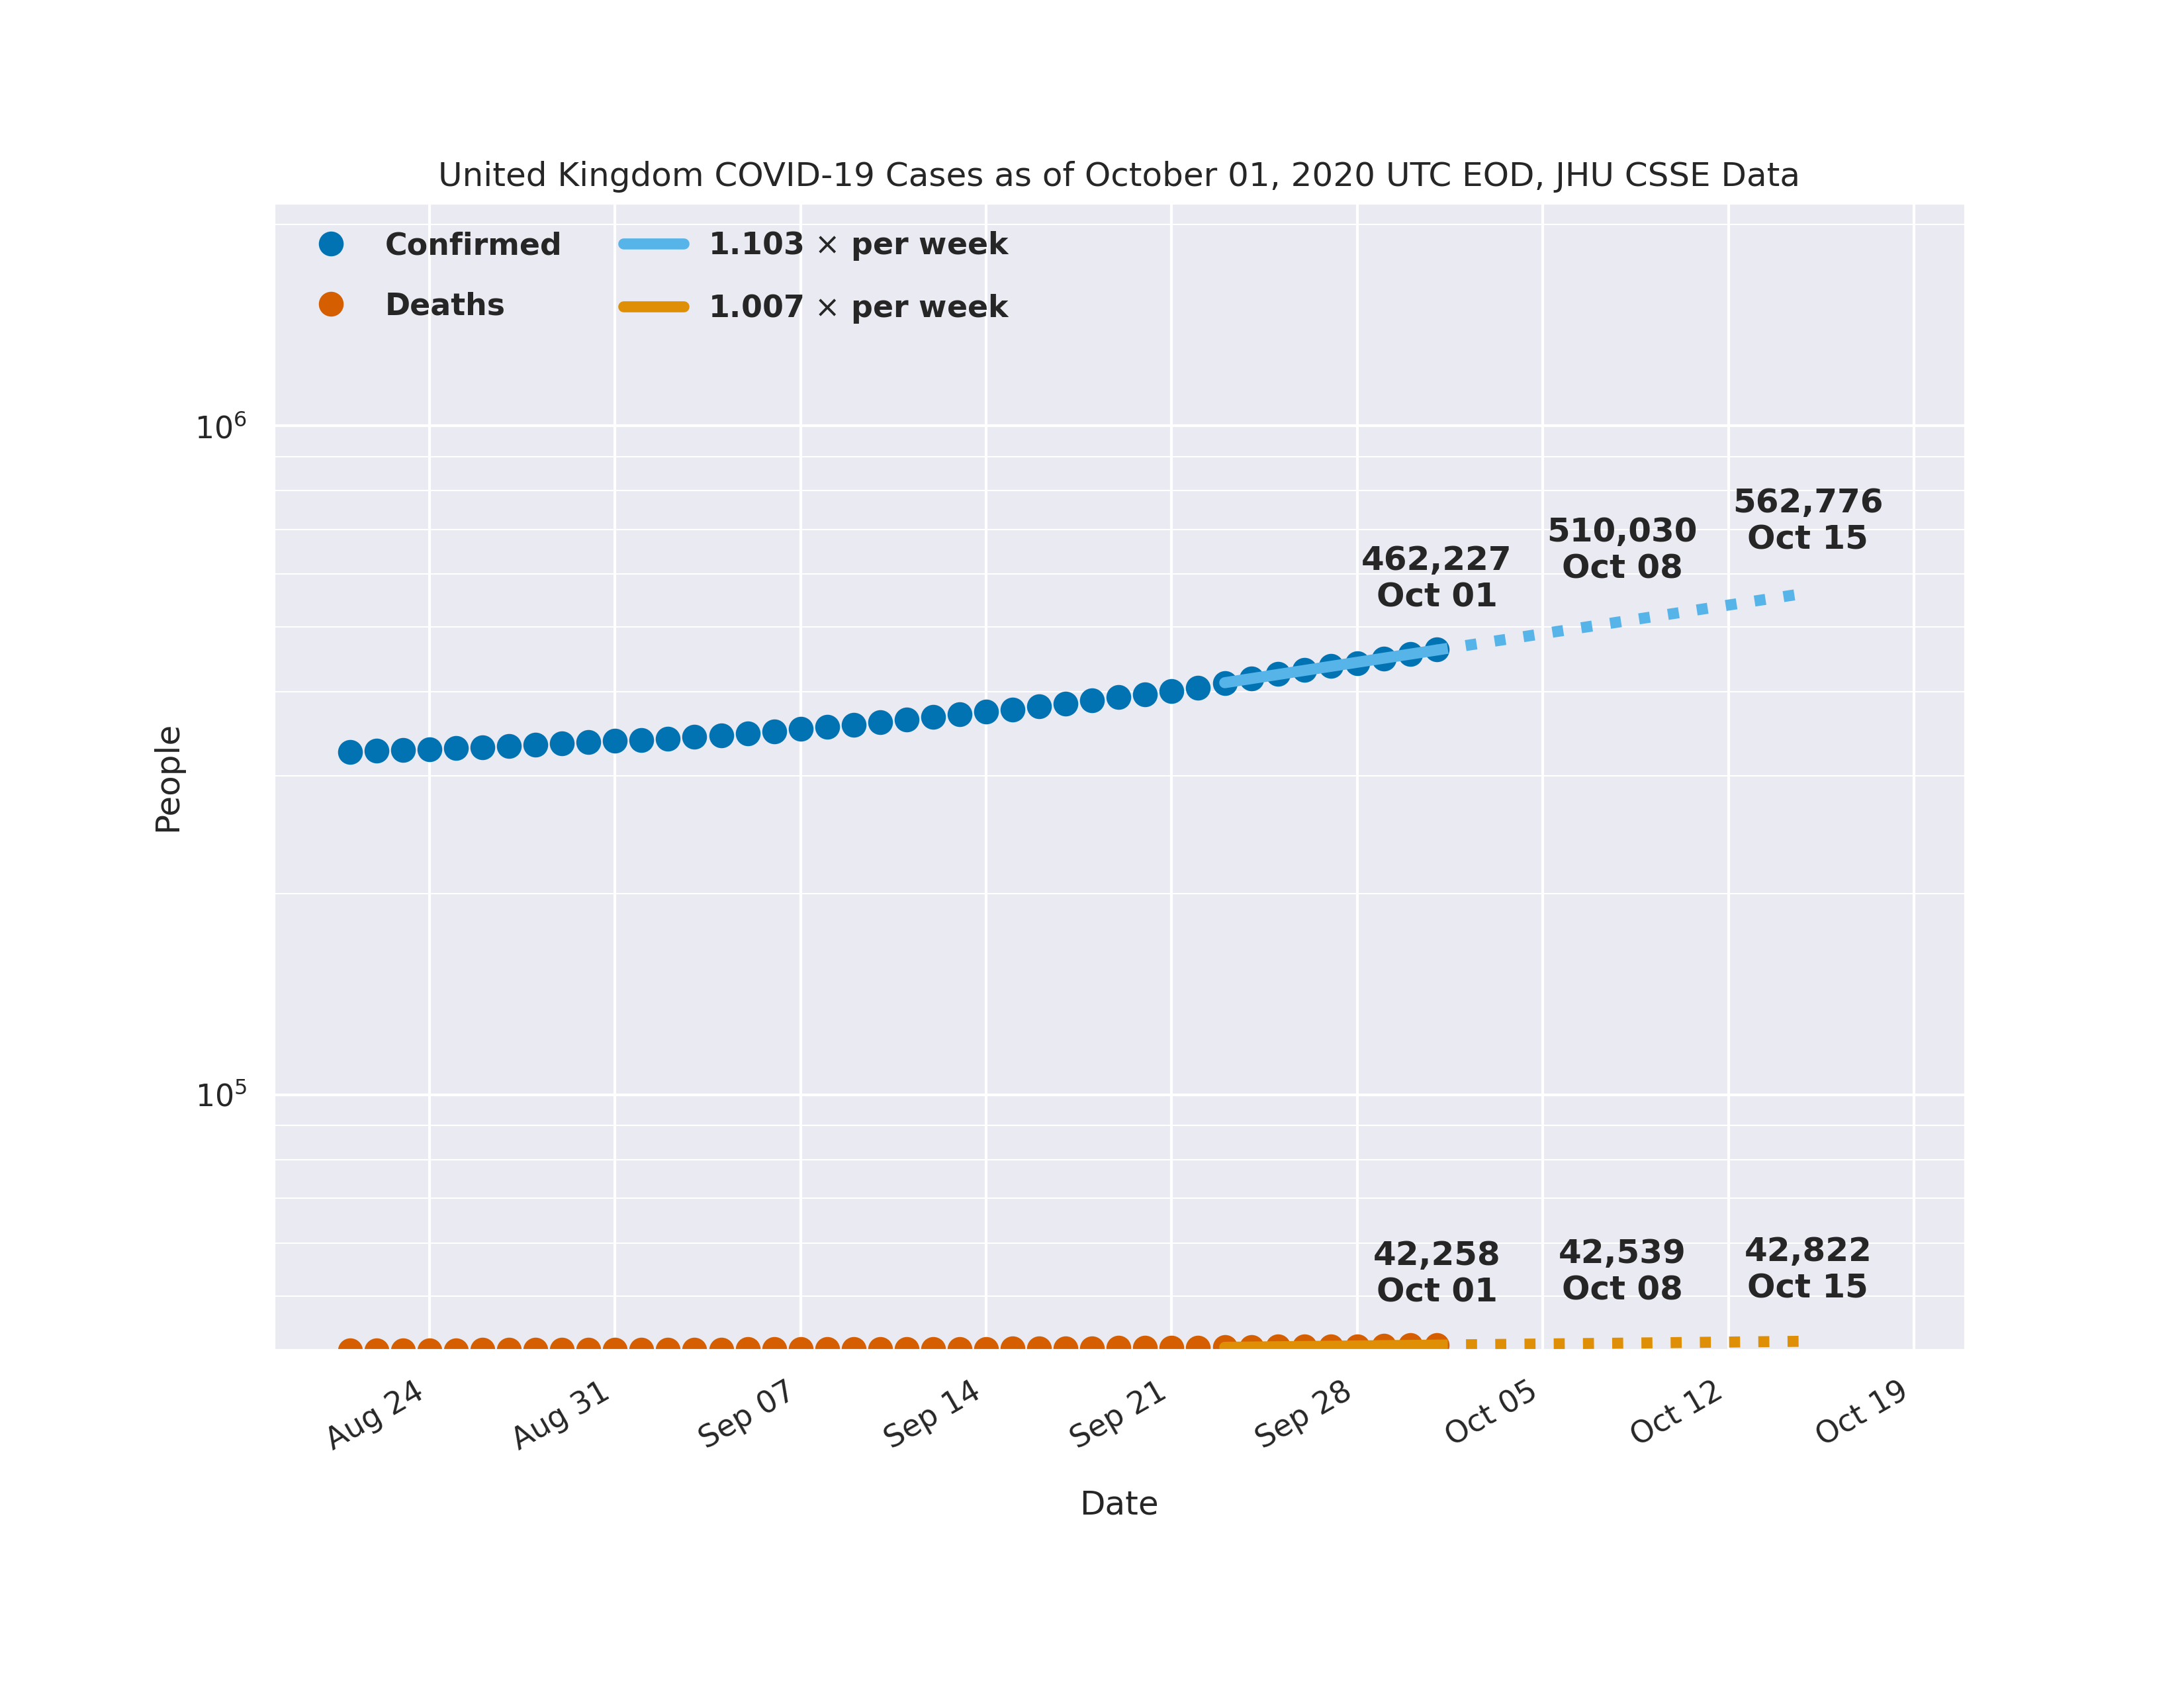 United Kingdom COVID-19 Cases as of October 01, 2020 UTC EOD, JHU CSSE Data
Confirmed
Deaths
1.103 × per week
1.007 × per week
10⁶
10⁵
People
462,227
Oct 01
510,030
Oct 08
562,776
Oct 15
42,258
Oct 01
42,539
Oct 08
42,822
Oct 15
Aug 24
Aug 31
Sep 07
Sep 14
Sep 21
Sep 28
Oct 05
Oct 12
Oct 19
Date